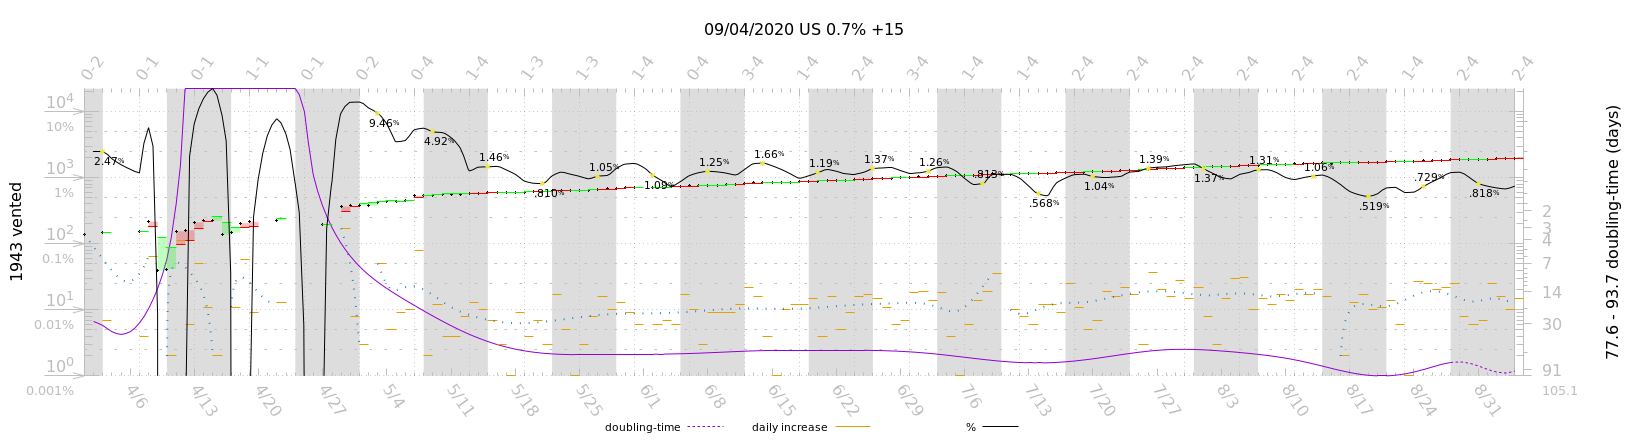 09/04/2020 US 0.7% +15
0-2 0-1 0-1 1-1 0-1 0-2 0-4 1-4 1-3 1-3 1-4 0-4 3-4 1-4 2-4 3-4 1-4 1-4 2-4 2-4 2-4 2-4 2-4 2-4 1-4 2-4 2-4
1943 vented
10⁴
10%
10³
1%
10²
0.1%
10¹
0.01%
10⁰
0.001%
2.47% 9.46% 4.92% 1.46% .810% 1.05% 1.09% 1.25% 1.66% 1.19% 1.37% 1.26% .813% .568% 1.04% 1.39% 1.37% 1.31% 1.06% .519% .729% .818%
2
3
4
7
14
30
91
105.1
77.6 - 93.7 doubling-time (days)
4/6 4/13 4/20 4/27 5/4 5/11 5/18 5/25 6/1 6/8 6/15 6/22 6/29 7/6 7/13 7/20 7/27 8/3 8/10 8/17 8/24 8/31
doubling-time daily increase %